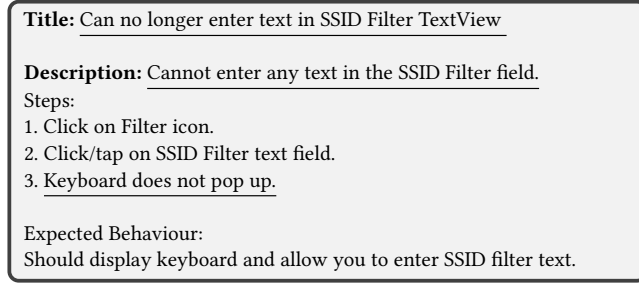 Title: Can no longer enter text in SSID Filter TextView
Description: Cannot enter any text in the SSID Filter field.
Steps:
1. Click on Filter icon.
2. Click/tap on SSID Filter text field.
3. Keyboard does not pop up.
Expected Behaviour:
Should display keyboard and allow you to enter SSID filter text.